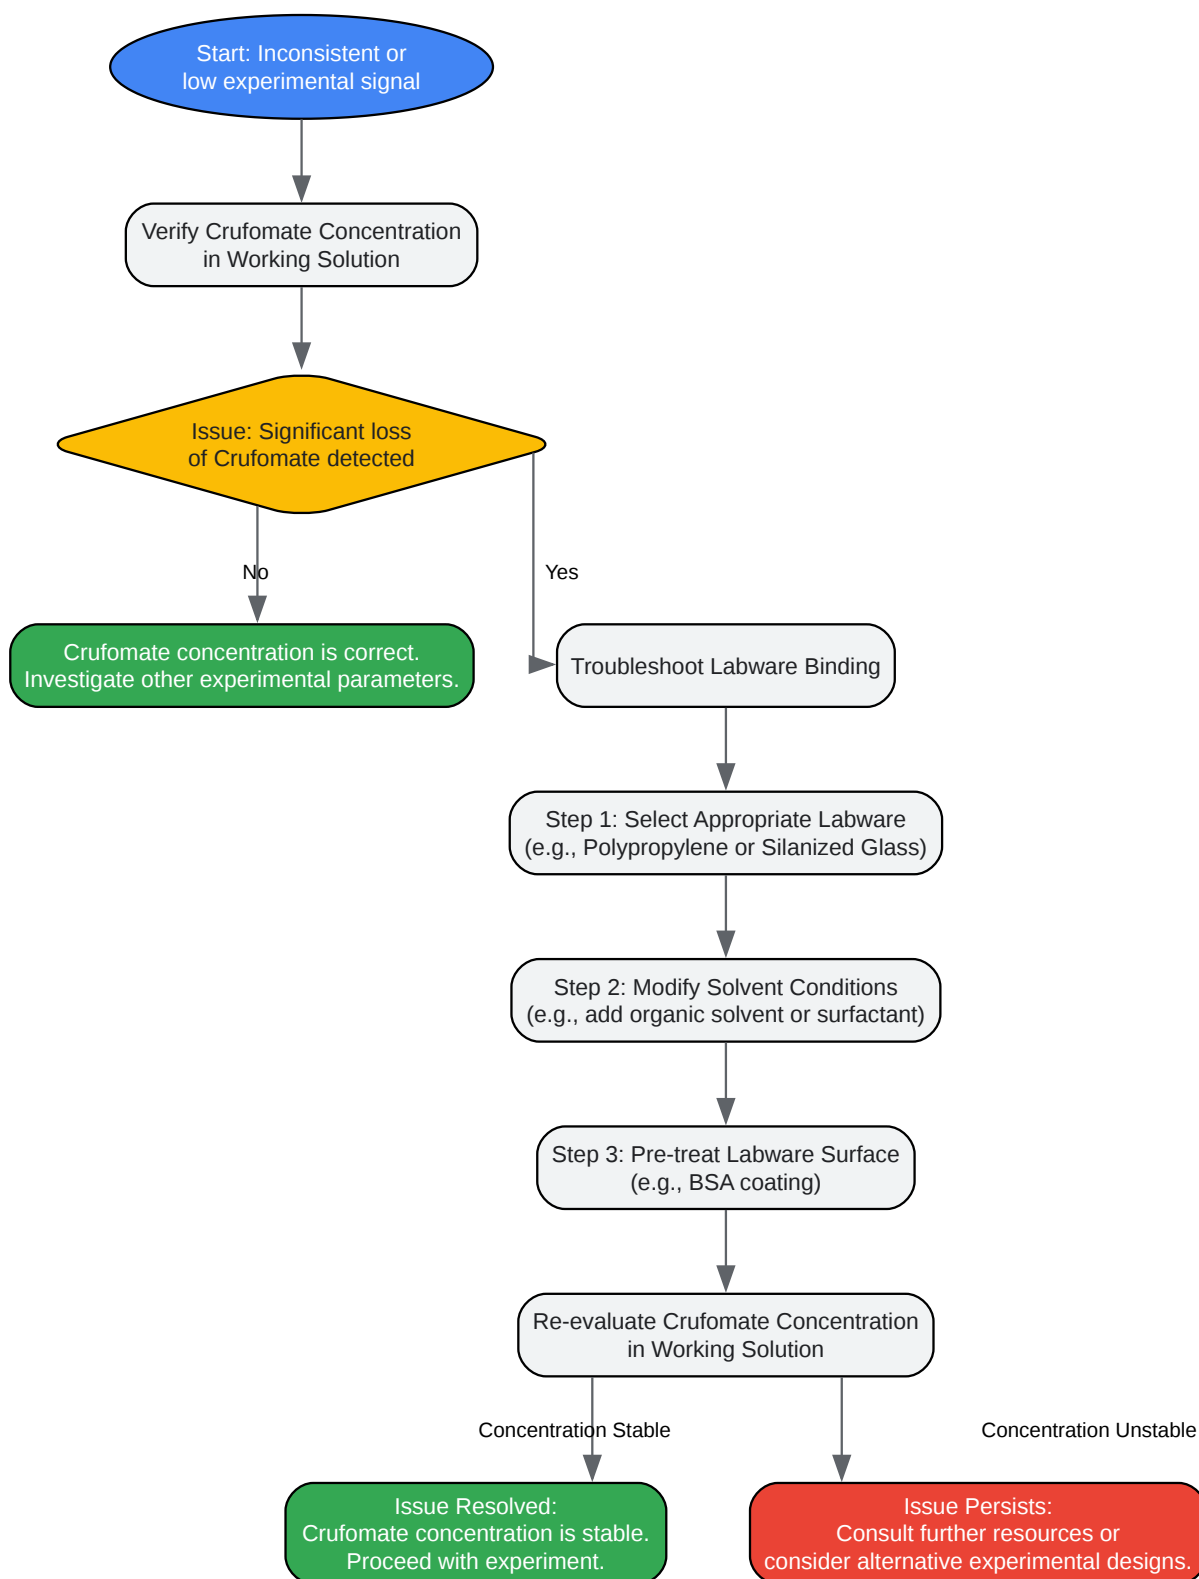 Start: Inconsistent or
low experimental signal
Verify Crufomate Concentration
in Working Solution
Issue: Significant loss
of Crufomate detected
No
Yes
Crufomate concentration is correct.
Investigate other experimental parameters.
Troubleshoot Labware Binding
Step 1: Select Appropriate Labware
(e.g., Polypropylene or Silanized Glass)
Step 2: Modify Solvent Conditions
(e.g., add organic solvent or surfactant)
Step 3: Pre-treat Labware Surface
(e.g., BSA coating)
Re-evaluate Crufomate Concentration
in Working Solution
Concentration Stable
Concentration Unstable
Issue Resolved:
Crufomate concentration is stable.
Proceed with experiment.
Issue Persists:
Consult further resources or
consider alternative experimental designs.